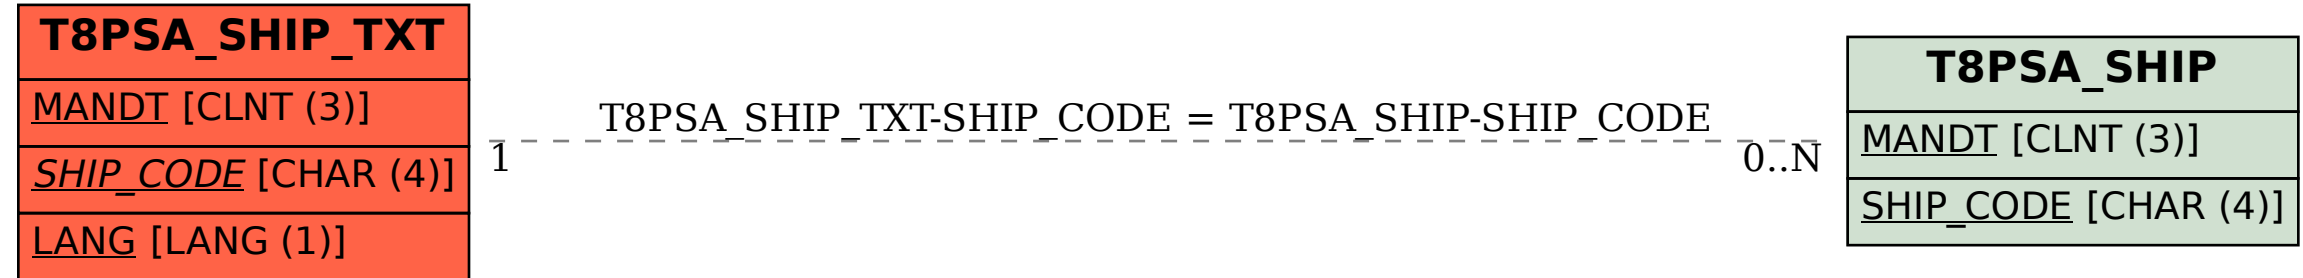 T8PSA_SHIP_TXT
MANDT [CLNT (3)]
SHIP_CODE [CHAR (4)]
LANG [LANG (1)]
T8PSA_SHIP_TXT-SHIP_CODE = T8PSA_SHIP-SHIP_CODE
1
0..N
T8PSA_SHIP
MANDT [CLNT (3)]
SHIP_CODE [CHAR (4)]